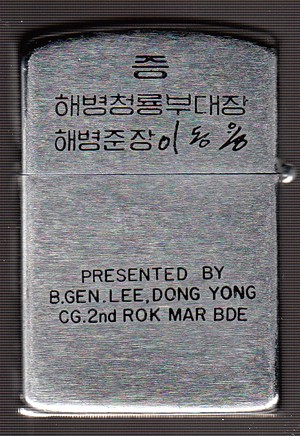 증
해병청룡부대장
해병준장 이동용
PRESENTED BY
B.GEN. LEE, DONG YONG
CG. 2nd ROK MAR BDE